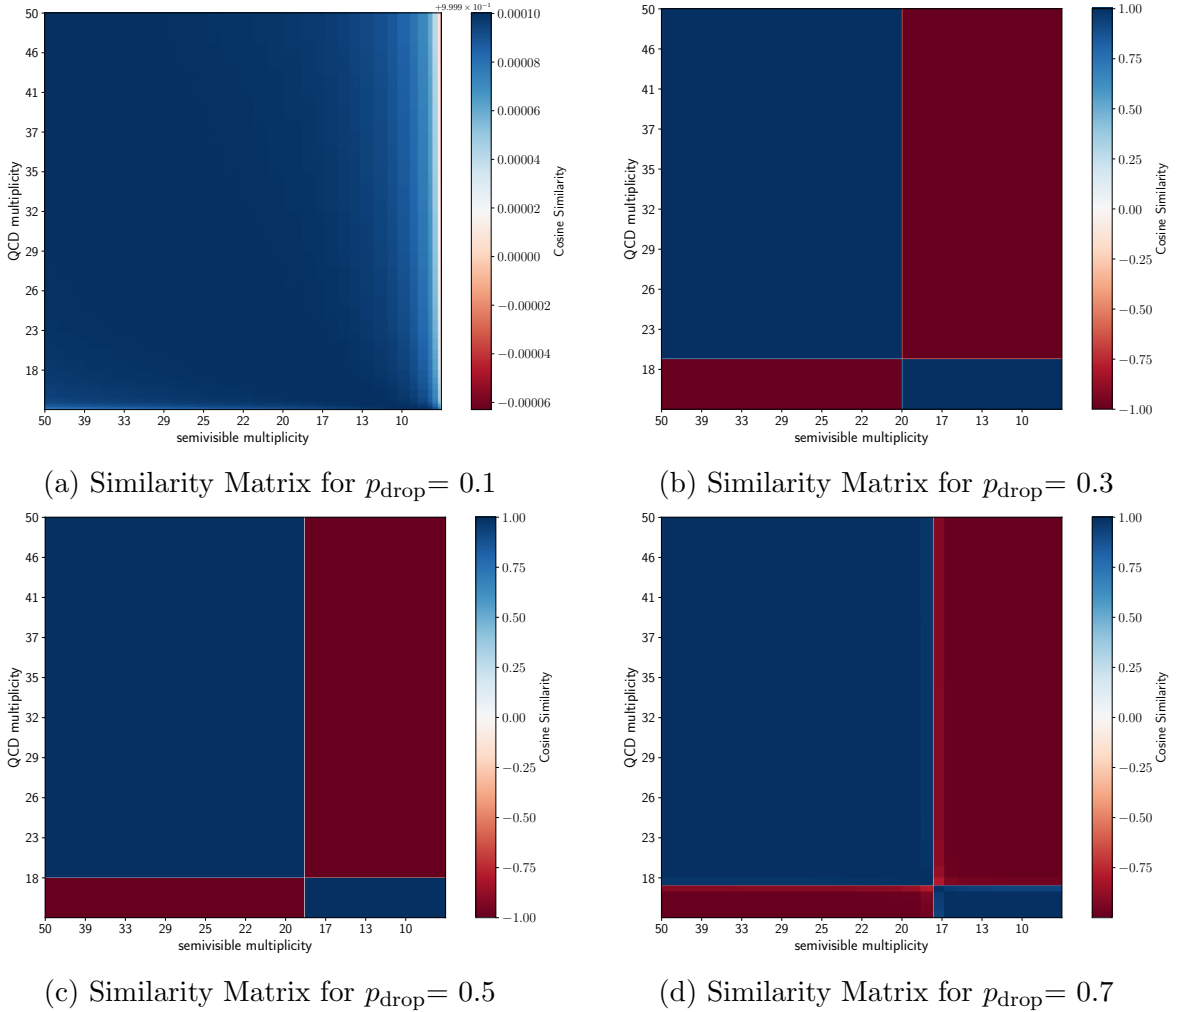 +9.999 × 10⁻¹
50 46 41 37 35 32 29 26 23 18
QCD multiplicity
50 39 33 29 25 22 20 17 13 10
semivisible multiplicity
0.00010 0.00008 0.00006 0.00004 0.00002 0.00000 −0.00002 −0.00004 −0.00006
Cosine Similarity
(a) Similarity Matrix for p_drop= 0.1
50 46 41 37 35 32 29 26 23 18
QCD multiplicity
50 39 33 29 25 22 20 17 13 10
semivisible multiplicity
1.00 0.75 0.50 0.25 0.00 −0.25 −0.50 −0.75 −1.00
Cosine Similarity
(b) Similarity Matrix for p_drop= 0.3
50 46 41 37 35 32 29 26 23 18
QCD multiplicity
50 39 33 29 25 22 20 17 13 10
semivisible multiplicity
1.00 0.75 0.50 0.25 0.00 −0.25 −0.50 −0.75 −1.00
Cosine Similarity
(c) Similarity Matrix for p_drop= 0.5
50 46 41 37 35 32 29 26 23 18
QCD multiplicity
50 39 33 29 25 22 20 17 13 10
semivisible multiplicity
1.00 0.75 0.50 0.25 0.00 −0.25 −0.50 −0.75
Cosine Similarity
(d) Similarity Matrix for p_drop= 0.7